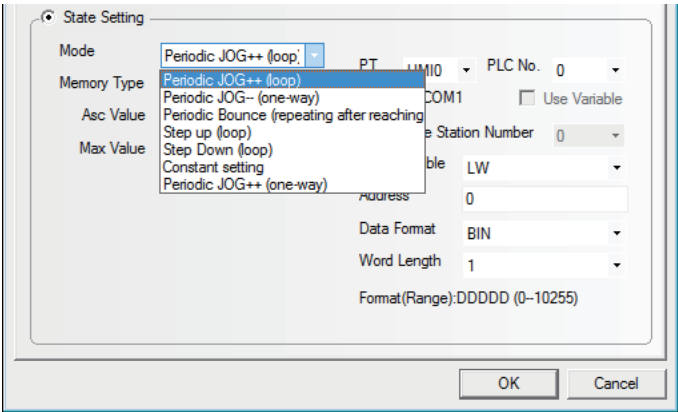 State Setting
Mode
Periodic JOG++ (loop)
PT
HMI0
PLC No.
0
Memory Type
Periodic JOG++ (loop)
Periodic JOG-- (one-way)
Periodic Bounce (repeating after reaching
Step up (loop)
Step Down (loop)
Constant setting
Periodic JOG++ (one-way)
COM1
Use Variable
Asc Value
Station Number
0
Max Value
LW
Address
0
Data Format
BIN
Word Length
1
Format(Range):DDDDD (0--10255)
OK
Cancel